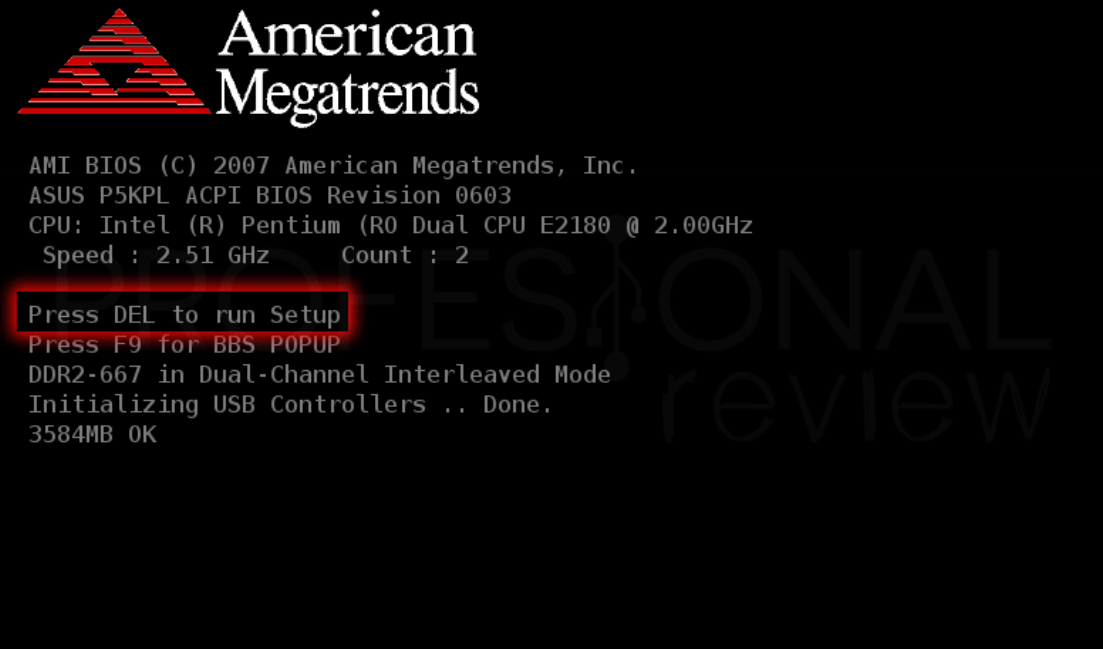 American
Megatrends
AMI BIOS (C) 2007 American Megatrends, Inc.
ASUS P5KPL ACPI BIOS Revision 0603
CPU: Intel (R) Pentium (RO Dual CPU E2180 @ 2.00GHz
Speed : 2.51 GHz Count : 2
Press DEL to run Setup
Press F9 for BBS POPUP
DDR2-667 in Dual-Channel Interleaved Mode
Initializing USB Controllers .. Done.
3584MB OK
PROFESIONAL
review